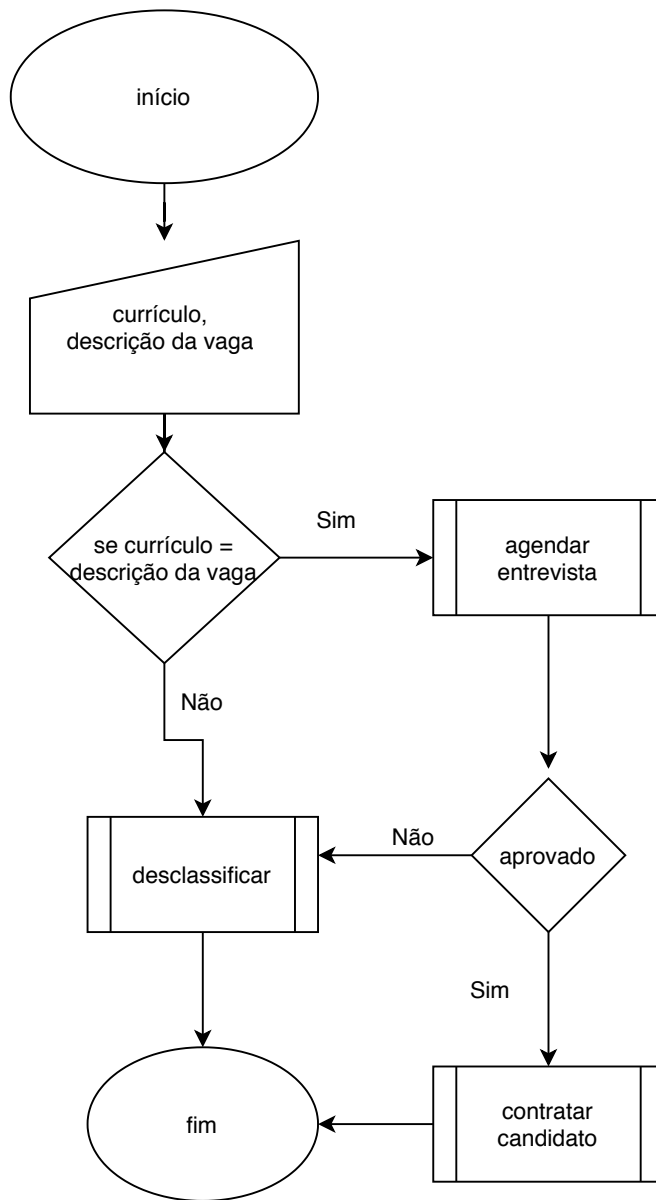 início
currículo,
descrição da vaga
se currículo =
descrição da vaga
Sim
agendar
entrevista
Não
desclassificar
Não
aprovado
Sim
fim
contratar
candidato